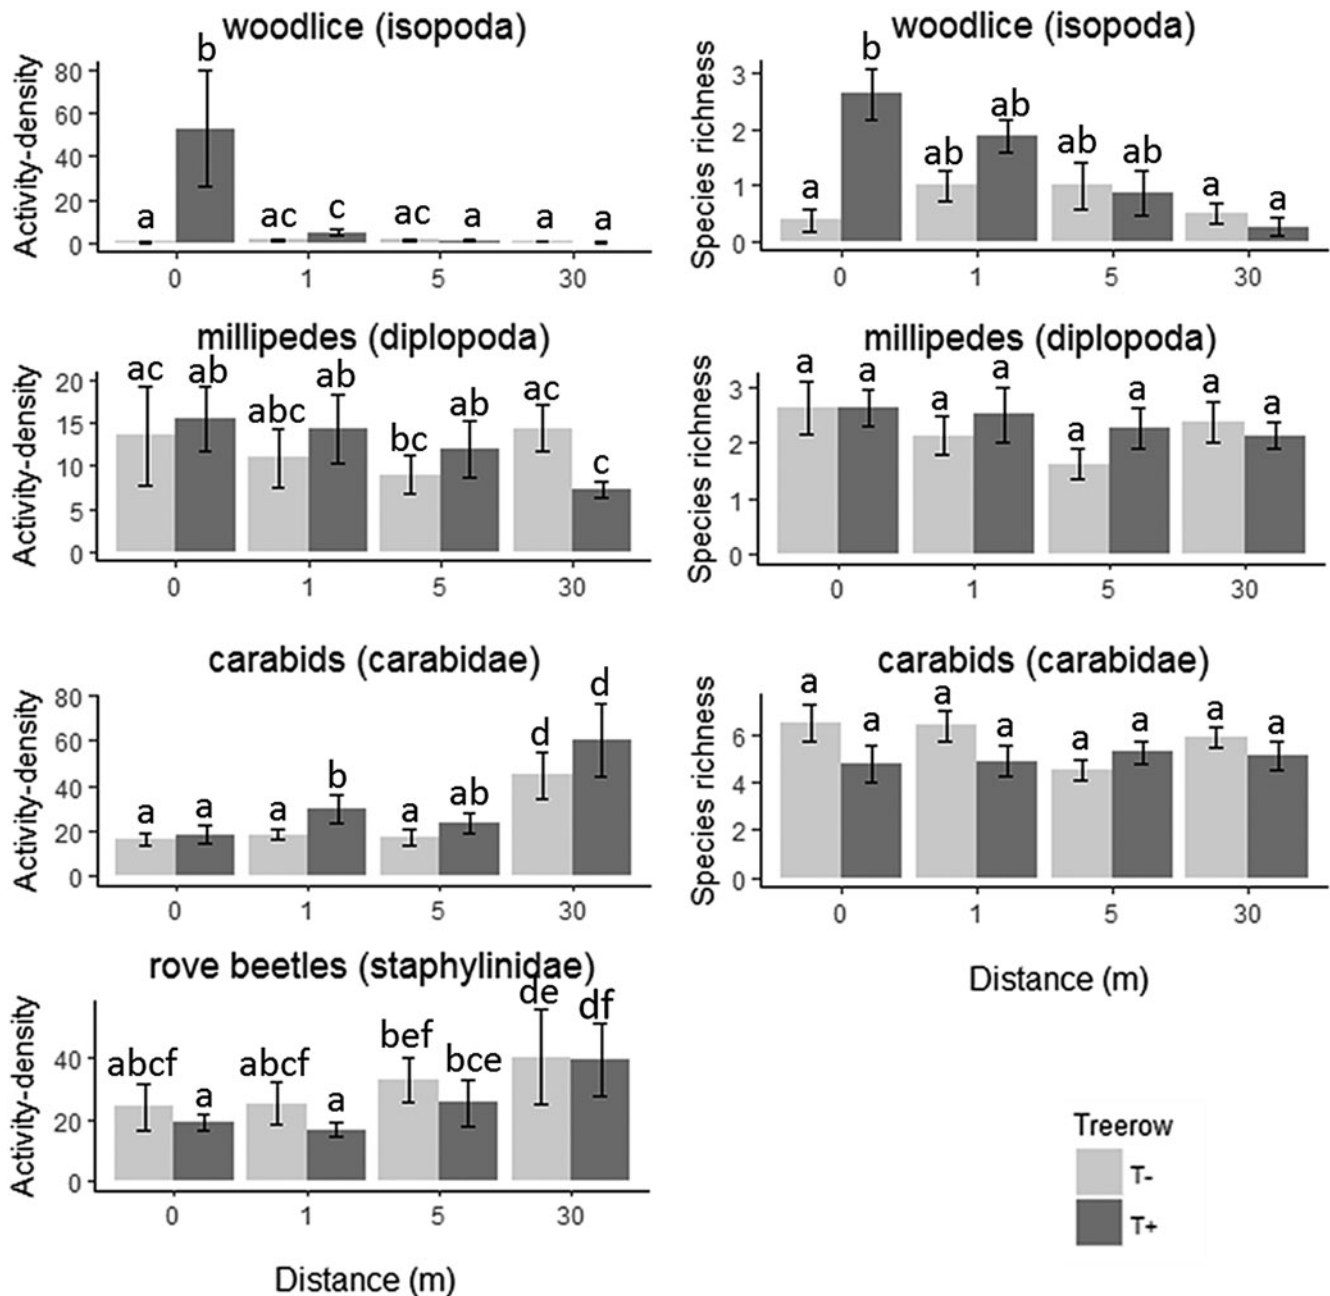 woodlice (isopoda)
Activity-density
80
60
40
20
0
a
b
ac
c
ac
a
a
a
0
1
5
30
woodlice (isopoda)
Species richness
3
2
1
0
a
b
ab
ab
ab
ab
a
a
0
1
5
30
millipedes (diplopoda)
Activity-density
20
15
10
5
0
ac
ab
abc
ab
bc
ab
ac
c
0
1
5
30
millipedes (diplopoda)
Species richness
3
2
1
0
a
a
a
a
a
a
a
a
0
1
5
30
carabids (carabidae)
Activity-density
80
60
40
20
0
a
a
a
b
a
ab
d
d
0
1
5
30
carabids (carabidae)
Species richness
6
4
2
0
a
a
a
a
a
a
a
a
0
1
5
30
Distance (m)
rove beetles (staphylinidae)
Activity-density
40
20
0
abcf
a
abcf
a
bef
bce
de
df
0
1
5
30
Distance (m)
Treerow
T-
T+